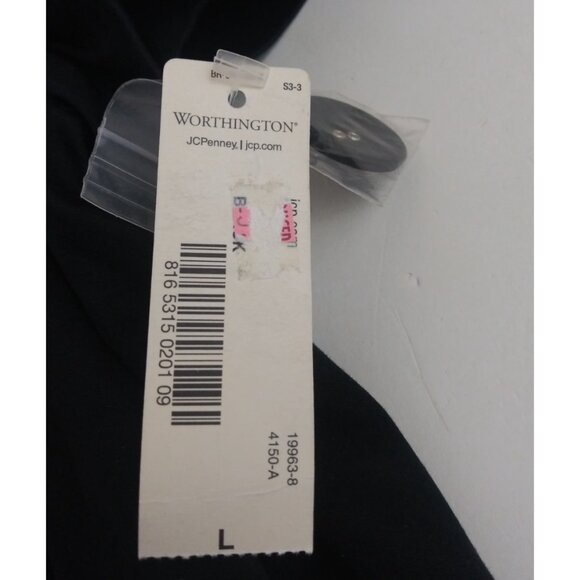 S3-3
WORTHINGTON®
JCPenney | jcp.com
816 5315 0201 09
19963-8
4150-A
L